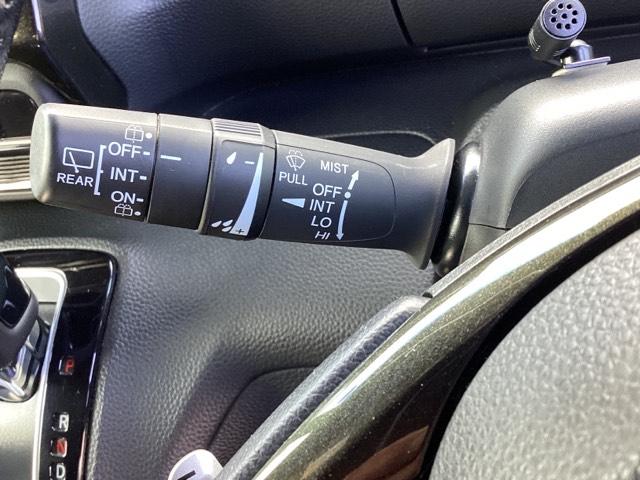 REAR
OFF
INT
ON
-
+
PULL
MIST
OFF
INT
LO
HI
P
R
N
D